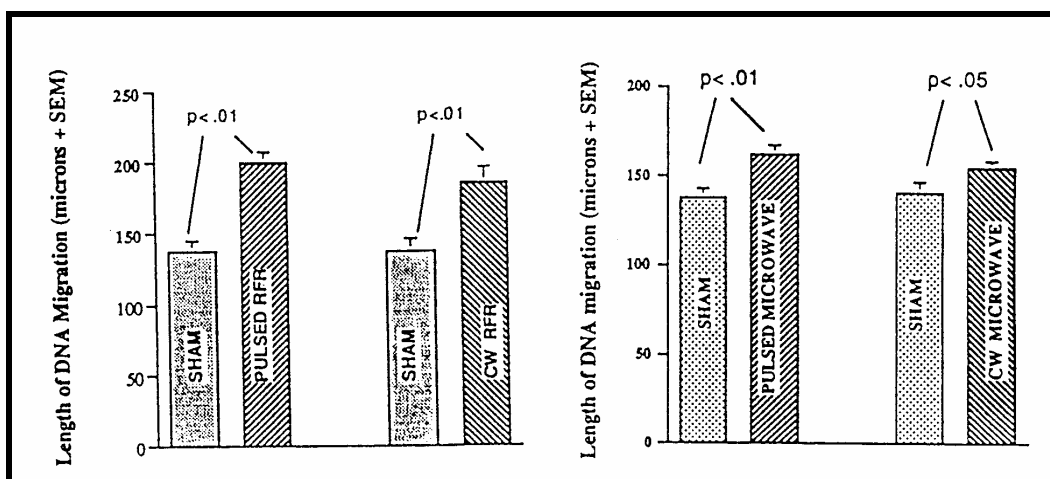 Length of DNA Migration (microns + SEM)
250
200
150
100
50
0
p< .01
p< .01
SHAM
PULSED RFR
SHAM
CW RFR
Length of DNA migration (microns + SEM)
200
150
100
50
0
p< .01
p< .05
SHAM
PULSED MICROWAVE
SHAM
CW MICROWAVE